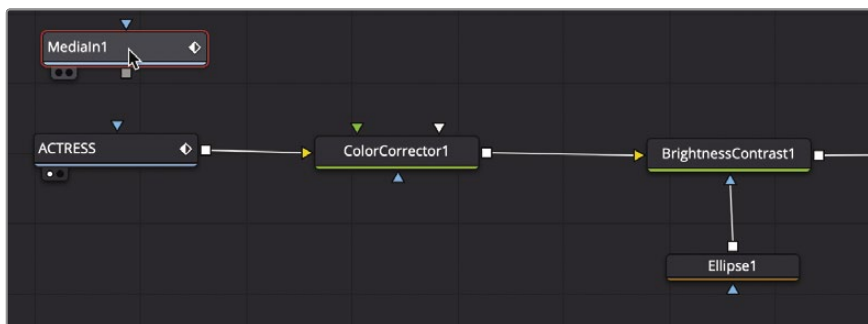 MediaIn1
ACTRESS
ColorCorrector1
BrightnessContrast1
Ellipse1